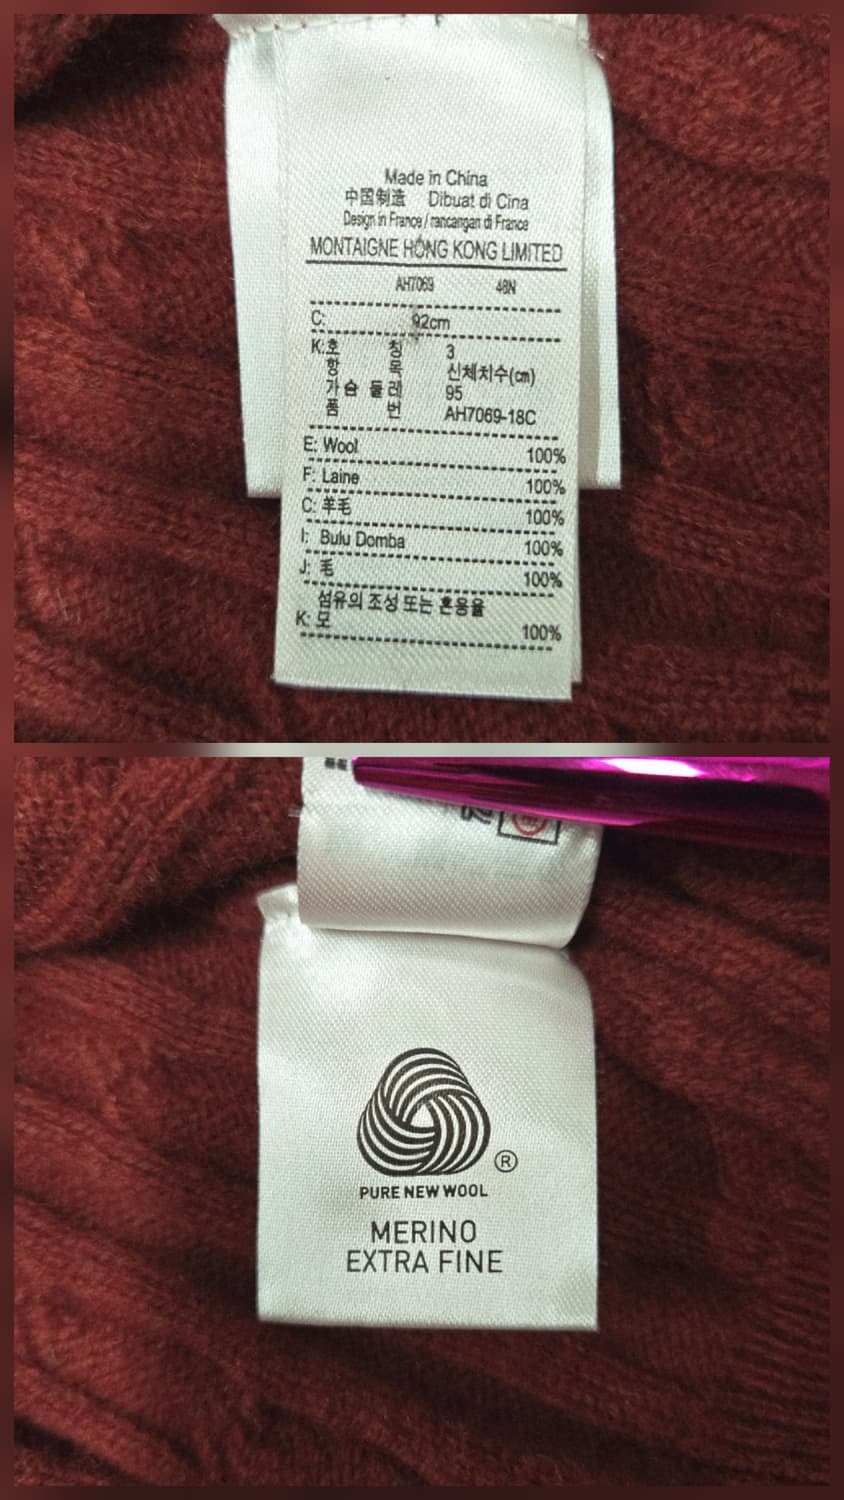 Made in China
中国制造 Dibuat di Cina
Design in France / rancangan di France
MONTAIGNE HONG KONG LIMITED
AH7069 48N
C: 92cm
K:호 칭 3
항 목 신체치수(cm)
가 슴 둘 레 95
품 번 AH7069-18C
E: Wool 100%
F: Laine 100%
C: 羊毛 100%
I: Bulu Domba 100%
J: 毛 100%
섬유의 조성 또는 혼용율
K: 모 100%
®
PURE NEW WOOL
MERINO
EXTRA FINE